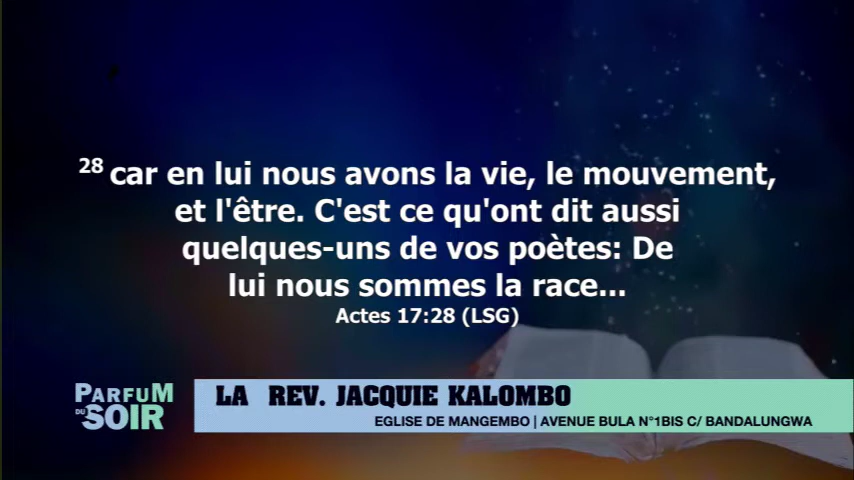 28 car en lui nous avons la vie, le mouvement,
et l'être. C'est ce qu'ont dit aussi
quelques-uns de vos poètes: De
lui nous sommes la race...
Actes 17:28 (LSG)
PARFUM
DU SOIR
LA REV. JACQUIE KALOMBO
EGLISE DE MANGEMBO | AVENUE BULA N°1BIS C/ BANDALUNGWA